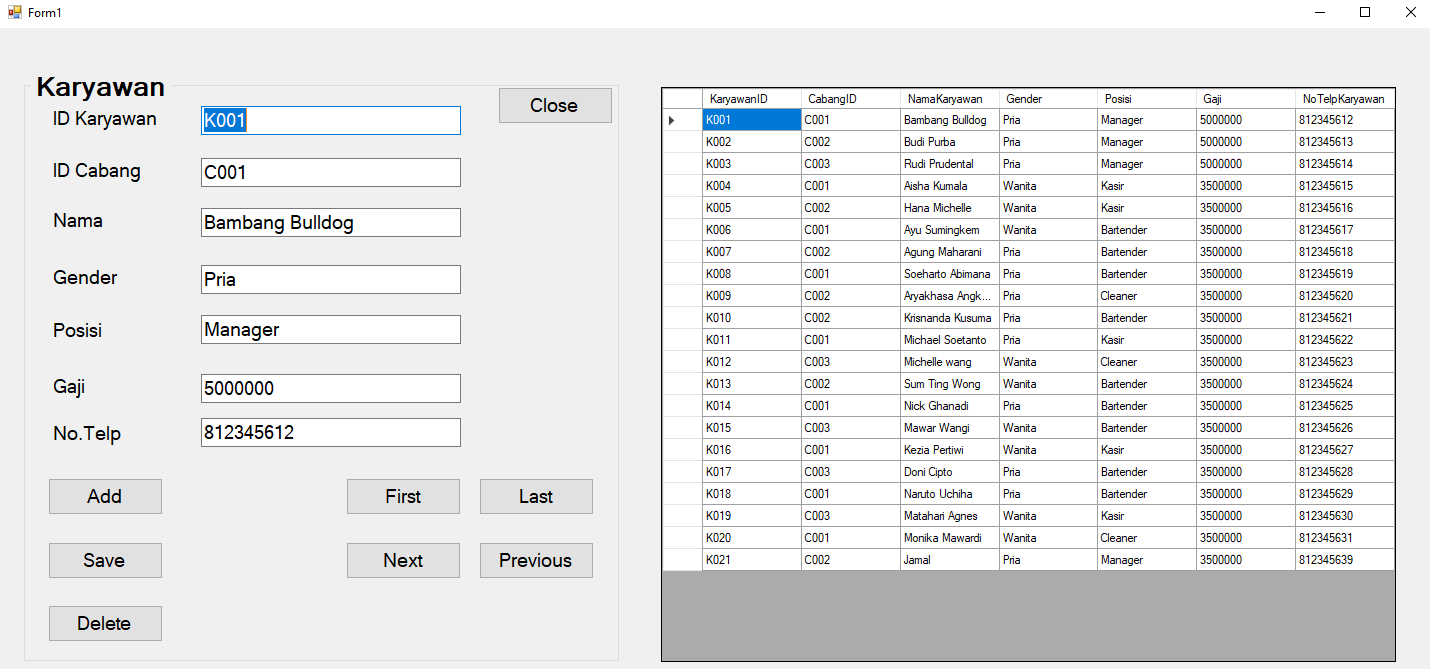 Form1
Karyawan
Close
ID Karyawan K001
ID Cabang C001
Nama Bambang Bulldog
Gender Pria
Posisi Manager
Gaji 5000000
No.Telp 812345612
Add First Last
Save Next Previous
Delete
KaryawanID CabangID NamaKaryawan Gender Posisi Gaji NoTelpKaryawan
K001 C001 Bambang Bulldog Pria Manager 5000000 812345612
K002 C002 Budi Purba Pria Manager 5000000 812345613
K003 C003 Rudi Prudental Pria Manager 5000000 812345614
K004 C001 Aisha Kumala Wanita Kasir 3500000 812345615
K005 C002 Hana Michelle Wanita Kasir 3500000 812345616
K006 C001 Ayu Sumingkem Wanita Bartender 3500000 812345617
K007 C002 Agung Maharani Pria Bartender 3500000 812345618
K008 C001 Soeharto Abimana Pria Bartender 3500000 812345619
K009 C002 Aryakhasa Angk... Pria Cleaner 3500000 812345620
K010 C002 Krisnanda Kusuma Pria Bartender 3500000 812345621
K011 C001 Michael Soetanto Pria Kasir 3500000 812345622
K012 C003 Michelle wang Wanita Cleaner 3500000 812345623
K013 C002 Sum Ting Wong Wanita Bartender 3500000 812345624
K014 C001 Nick Ghanadi Pria Bartender 3500000 812345625
K015 C003 Mawar Wangi Wanita Bartender 3500000 812345626
K016 C001 Kezia Pertiwi Wanita Kasir 3500000 812345627
K017 C003 Doni Cipto Pria Bartender 3500000 812345628
K018 C001 Naruto Uchiha Pria Bartender 3500000 812345629
K019 C003 Matahari Agnes Wanita Kasir 3500000 812345630
K020 C001 Monika Mawardi Wanita Cleaner 3500000 812345631
K021 C002 Jamal Pria Manager 3500000 812345639